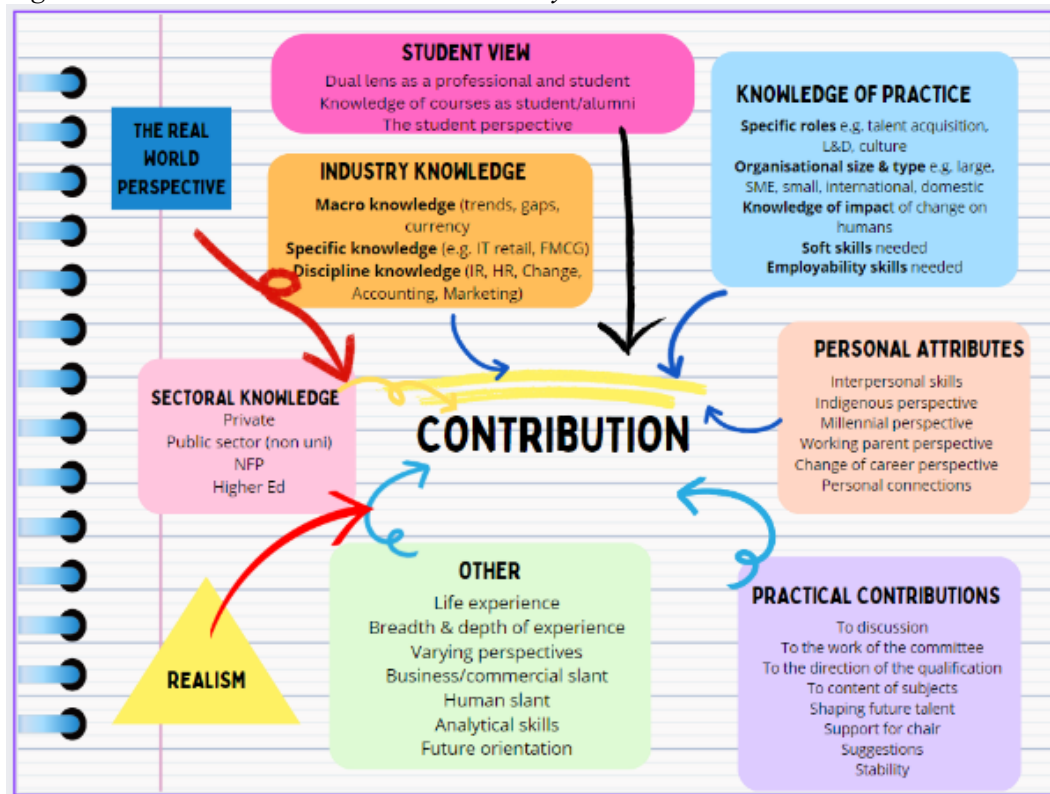 STUDENT VIEW
Dual lens as a professional and student
Knowledge of courses as student/alumni
The student perspective
THE REAL
WORLD
PERSPECTIVE
KNOWLEDGE OF PRACTICE
Specific roles e.g. talent acquisition,
L&D, culture
Organisational size & type e.g. large,
SME, small, international, domestic
Knowledge of impact of change on
humans
Soft skills needed
Employability skills needed
INDUSTRY KNOWLEDGE
Macro knowledge (trends, gaps,
currency
Specific knowledge (e.g. IT retail, FMCG)
Discipline knowledge (IR, HR, Change,
Accounting, Marketing)
PERSONAL ATTRIBUTES
Interpersonal skills
Indigenous perspective
Millennial perspective
Working parent perspective
Change of career perspective
Personal connections
SECTORAL KNOWLEDGE
Private
Public sector (non uni)
NFP
Higher Ed
CONTRIBUTION
OTHER
Life experience
Breadth & depth of experience
Varying perspectives
Business/commercial slant
Human slant
Analytical skills
Future orientation
REALISM
PRACTICAL CONTRIBUTIONS
To discussion
To the work of the committee
To the direction of the qualification
To content of subjects
Shaping future talent
Support for chair
Suggestions
Stability